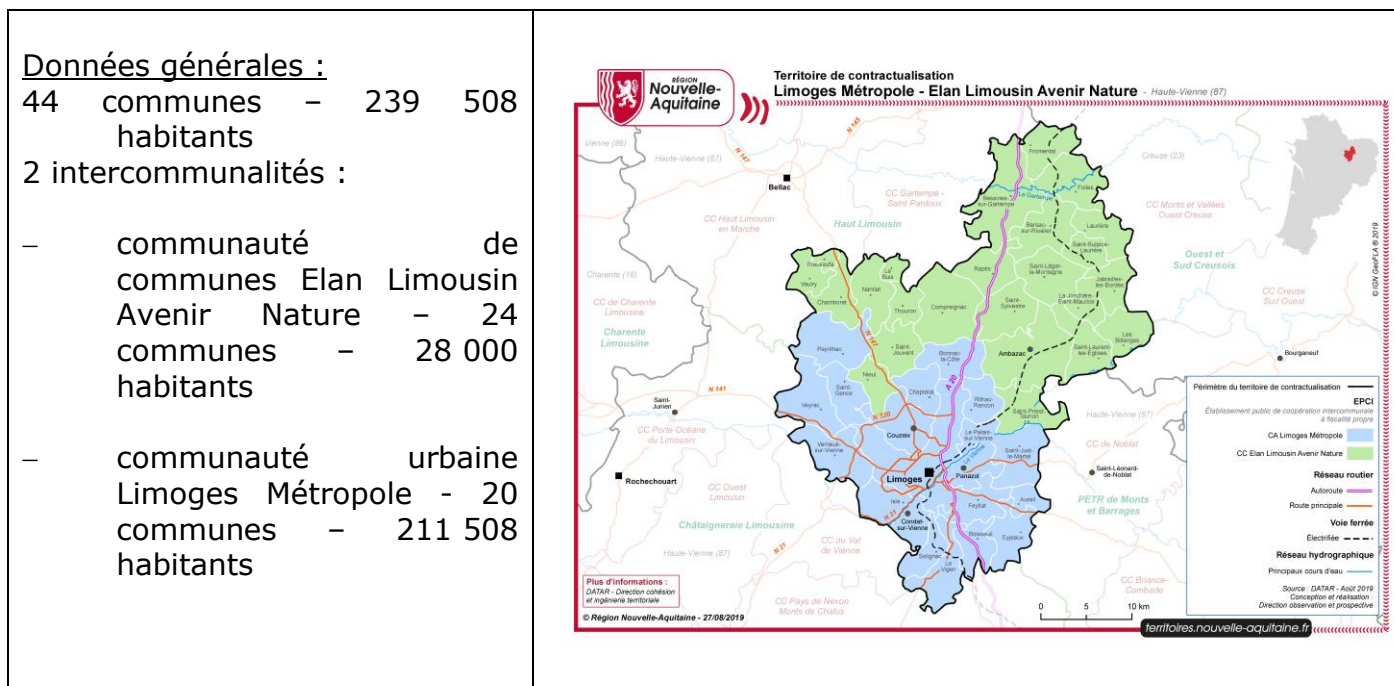 Données générales :
44 communes – 239 508
habitants
2 intercommunalités :
– communauté de
communes Elan Limousin
Avenir Nature – 24
communes – 28 000
habitants
– communauté urbaine
Limoges Métropole - 20
communes – 211 508
habitants
RÉGION
Nouvelle-
Aquitaine
Territoire de contractualisation
Limoges Métropole - Elan Limousin Avenir Nature - Haute-Vienne (87)
Vienne (86)
Haute-Vienne (87)
N 147
N 145
Bellac
CC Gartempe -
Saint Pardoux
CC Haut Limousin
en Marche
Haut Limousin
Creuse (23)
CC Monts et Vallées
Ouest Creuse
Ouest et
Sud Creusois
CC Creuse
Sud Ouest
Bourganeuf
Charente (16)
CC de Charente
Limousine
Charente
Limousine
Fromental
La Gartempe
Folles
Bessines-
sur-Gartempe
Bersac-
sur-Rivalier
Laurière
Saint-Sulpice-
Laurière
Razès
Saint-Léger-
la-Montagne
Jabreilles-
les-Bordes
La Jonchère-
Saint-Maurice
Saint-
Sylvestre
Compreignac
Breuilaufa
Vaulry
Chamboret
Nantiat
Le
Buis
Thouron
N 147
Saint-
Jouvent
Ambazac
Les
Billanges
Saint-Laurent-
les-Églises
Peyrilhac
Nieul
Bonnac-
la-Côte
A 20
Saint-
Gence
Chaptelat
Rilhac-
Rancon
Saint-Priest-
Taurion
Veyrac
N 141
N 520
Saint-
Junien
CC Porte Océane
du Limousin
Couzeix
Le Palais-
sur-Vienne
Verneuil-
sur-Vienne
La Vienne
Saint-Just-
le-Martel
Limoges
Panazol
Haute-Vienne (87)
CC de Noblat
Saint-Léonard-
de-Noblat
PETR de Monts
et Barrages
Rochechouart
CC Ouest
Limousin
Isle
Feytiat
Aureil
N 21
Condat-
sur-Vienne
Boisseuil
Eyjeaux
Châtaigneraie Limousine
Haute-Vienne (87)
N 21
CC du Val
de Vienne
Solignac
Le
Vigen
CC Pays de Nexon
Monts de Chalus
CC Briance-
Combade
Périmètre du territoire de contractualisation
EPCI
Établissement public de coopération intercommunale
à fiscalité propre
CA Limoges Métropole
CC Elan Limousin Avenir Nature
Réseau routier
Autoroute
Route principale
Voie ferrée
Électrifiée
Réseau hydrographique
Principaux cours d'eau
Source : DATAR - Août 2019
Conception et réalisation :
Direction observation et prospective
Plus d'informations :
DATAR - Direction cohésion
et ingénierie territoriale
© Région Nouvelle-Aquitaine - 27/08/2019
0 5 10 km
territoires.nouvelle-aquitaine.fr
© IGN GeoFLA ® 2019